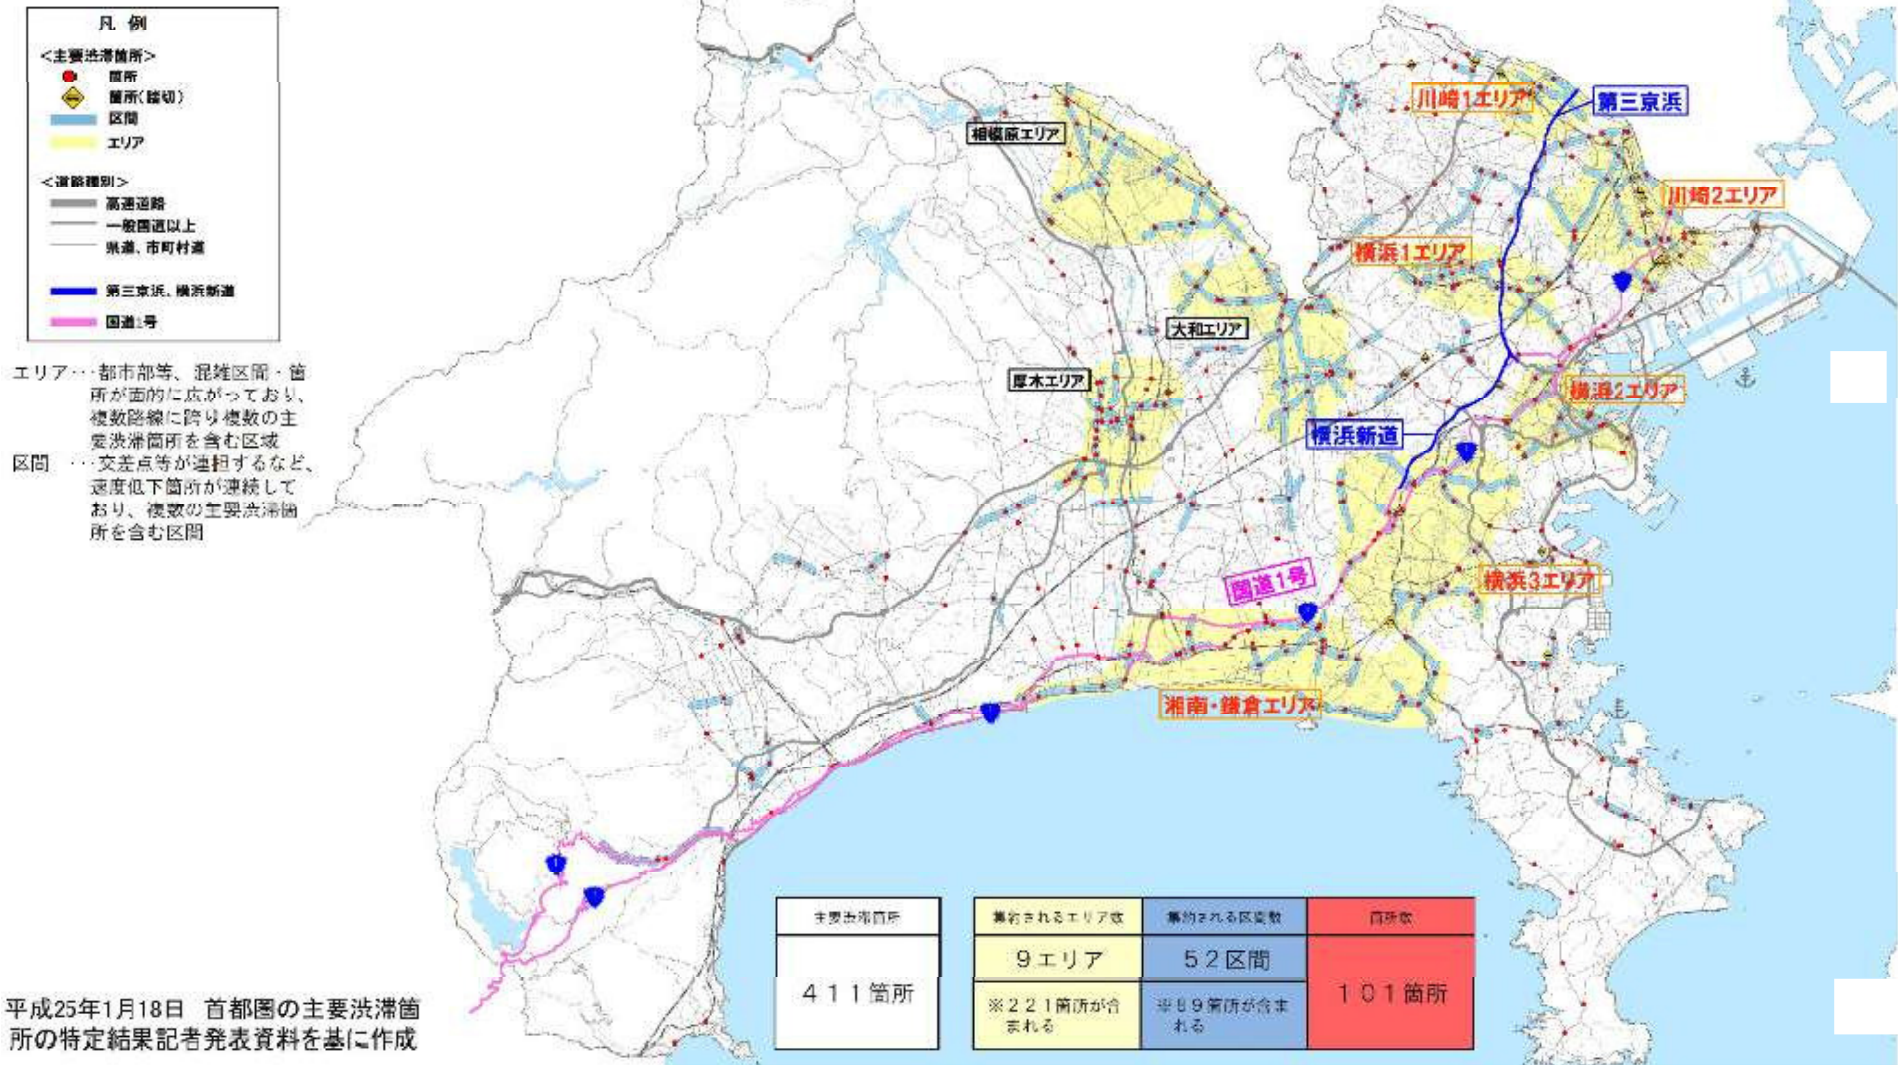 凡 例
<主要渋滞箇所>
箇所
箇所(踏切)
区間
エリア
<道路種別>
高速道路
一般国道以上
県道、市町村道
第三京浜、横浜新道
国道1号
エリア・・・都市部等、混雑区間・箇
所が面的に広がっており、
複数路線に跨り複数の主
要渋滞箇所を含む区域
区間 ・・・交差点等が連担するなど、
速度低下箇所が連続して
おり、複数の主要渋滞箇
所を含む区間
川崎1エリア
第三京浜
相模原エリア
川崎2エリア
横浜1エリア
大和エリア
厚木エリア
横浜2エリア
横浜新道
国道1号
横浜3エリア
湘南・鎌倉エリア
主要渋滞箇所
411箇所
集約されるエリア数
集約される区間数
箇所数
9エリア
52区間
101箇所
※221箇所が含
まれる
※89箇所が含ま
れる
平成25年1月18日 首都圏の主要渋滞箇
所の特定結果記者発表資料を基に作成